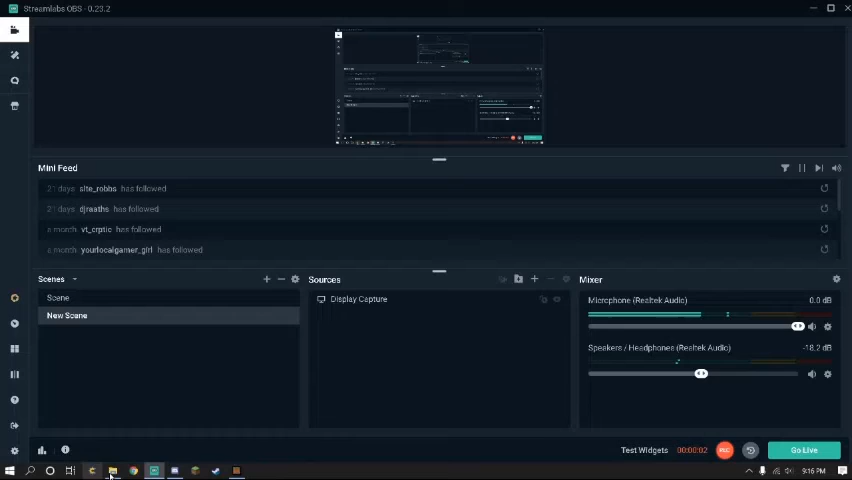 Streamlabs OBS - 0.23.2
Mini Feed
21 days site_robbs has followed
21 days djraaths has followed
a month vt_crptic has followed
a month yourlocalgamer_girl has followed
Scenes
Sources
Mixer
Scene
New Scene
Display Capture
Microphone (Realtek Audio) 0.0 dB
Speakers / Headphones (Realtek Audio) -18.2 dB
Test Widgets 00:00:02 REC Go Live
9:16 PM